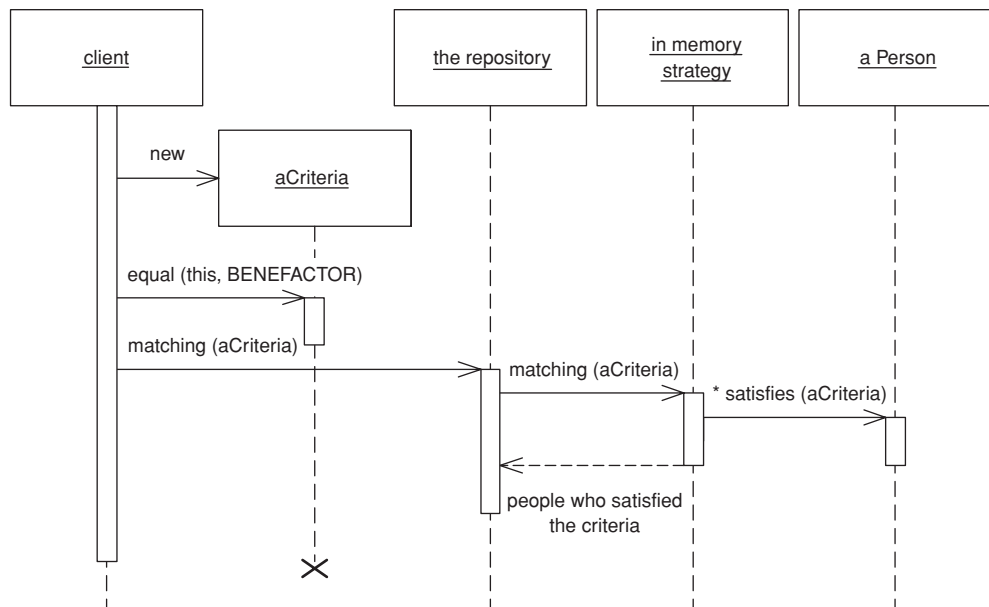 client
the repository
in memory
strategy
a Person
new
aCriteria
equal (this, BENEFACTOR)
matching (aCriteria)
matching (aCriteria)
* satisfies (aCriteria)
people who satisfied
the criteria